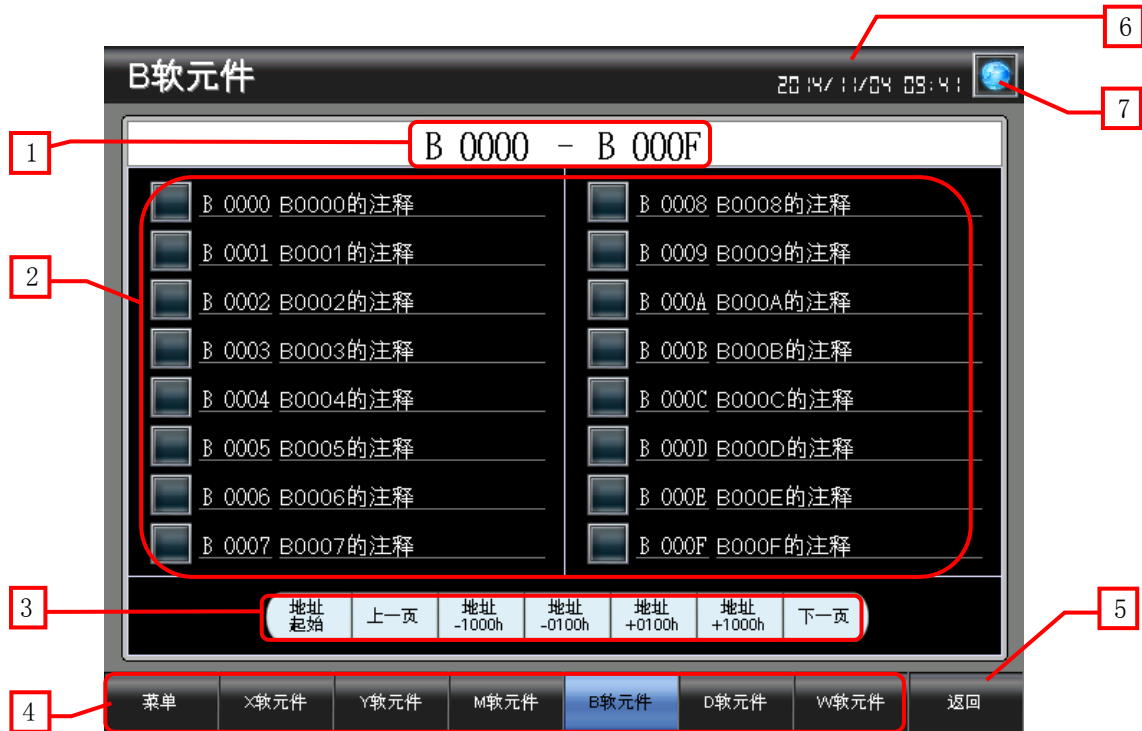 6
B软元件
2014/11/04 09:41
7
1
B 0000 - B 000F
2
B 0000 B0000的注释
B 0001 B0001的注释
B 0002 B0002的注释
B 0003 B0003的注释
B 0004 B0004的注释
B 0005 B0005的注释
B 0006 B0006的注释
B 0007 B0007的注释
B 0008 B0008的注释
B 0009 B0009的注释
B 000A B000A的注释
B 000B B000B的注释
B 000C B000C的注释
B 000D B000D的注释
B 000E B000E的注释
B 000F B000F的注释
3
地址
起始
上一页
地址
-1000h
地址
-0100h
地址
+0100h
地址
+1000h
下一页
5
4
菜单
X软元件
Y软元件
M软元件
B软元件
D软元件
W软元件
返回